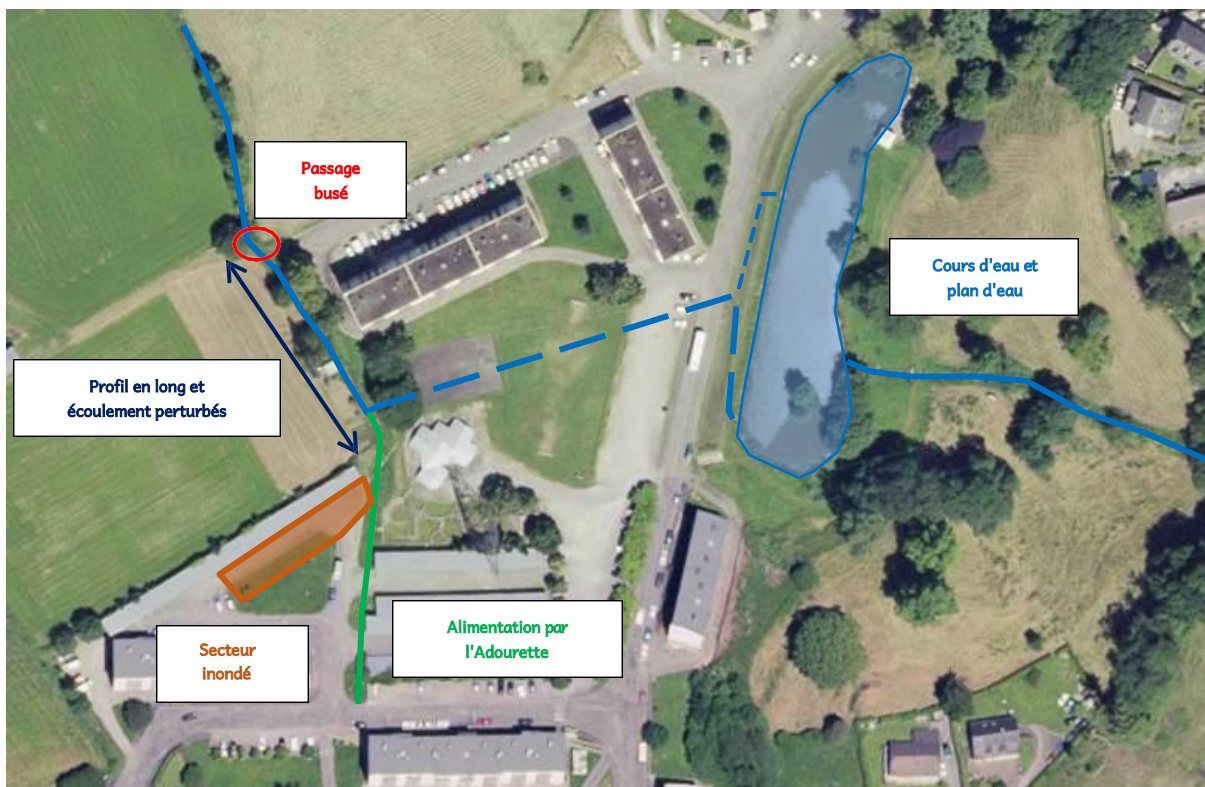 Passage
busé
Cours d'eau et
plan d'eau
Profil en long et
écoulement perturbés
Alimentation par
l'Adourette
Secteur
inondé